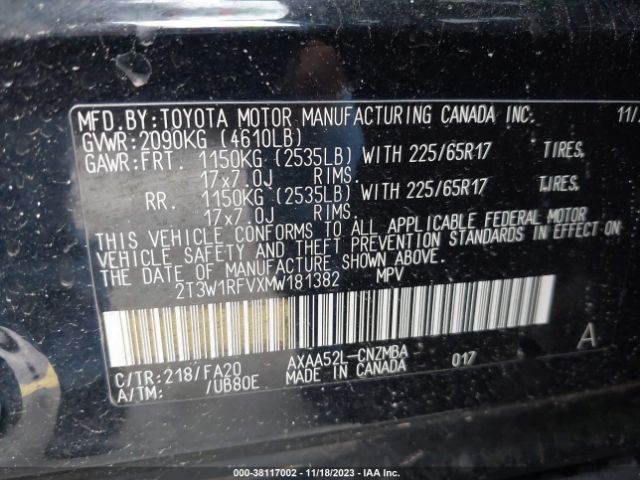 MFD.BY:TOYOTA MOTOR MANUFACTURING CANADA INC. 11/
GVWR:2090KG (4610LB)
GAWR:FRT. 1150KG (2535LB) WITH 225/65R17 TIRES,
17x7.0J RIMS.
RR. 1150KG (2535LB) WITH 225/65R17 TIRES,
17x7.0J RIMS.
THIS VEHICLE CONFORMS TO ALL APPLICABLE FEDERAL MOTOR
VEHICLE SAFETY AND THEFT PREVENTION STANDARDS IN EFFECT ON
THE DATE OF MANUFACTURE SHOWN ABOVE.
2T3W1RFVXMW181382 MPV
A
C/TR:218/FA20 AXAA52L-CNZMBA 017
A/TM: /UB80E MADE IN CANADA
000-38117002 - 11/18/2023 - IAA Inc.